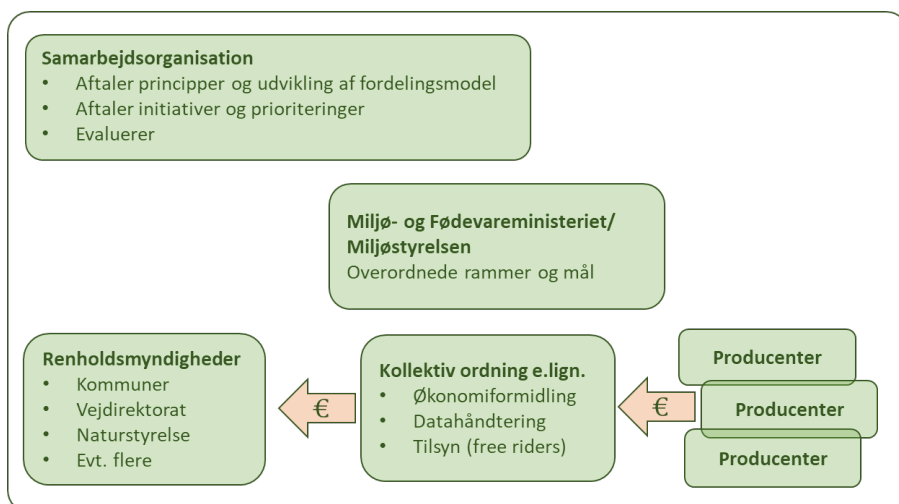 Samarbejdsorganisation
• Aftaler principper og udvikling af fordelingsmodel
• Aftaler initiativer og prioriteringer
• Evaluerer
Miljø- og Fødevareministeriet/
Miljøstyrelsen
Overordnede rammer og mål
Renholdsmyndigheder
• Kommuner
• Vejdirektorat
• Naturstyrelse
• Evt. flere
€
Kollektiv ordning e.lign.
• Økonomiformidling
• Datahåndtering
• Tilsyn (free riders)
€
Producenter
Producenter
Producenter